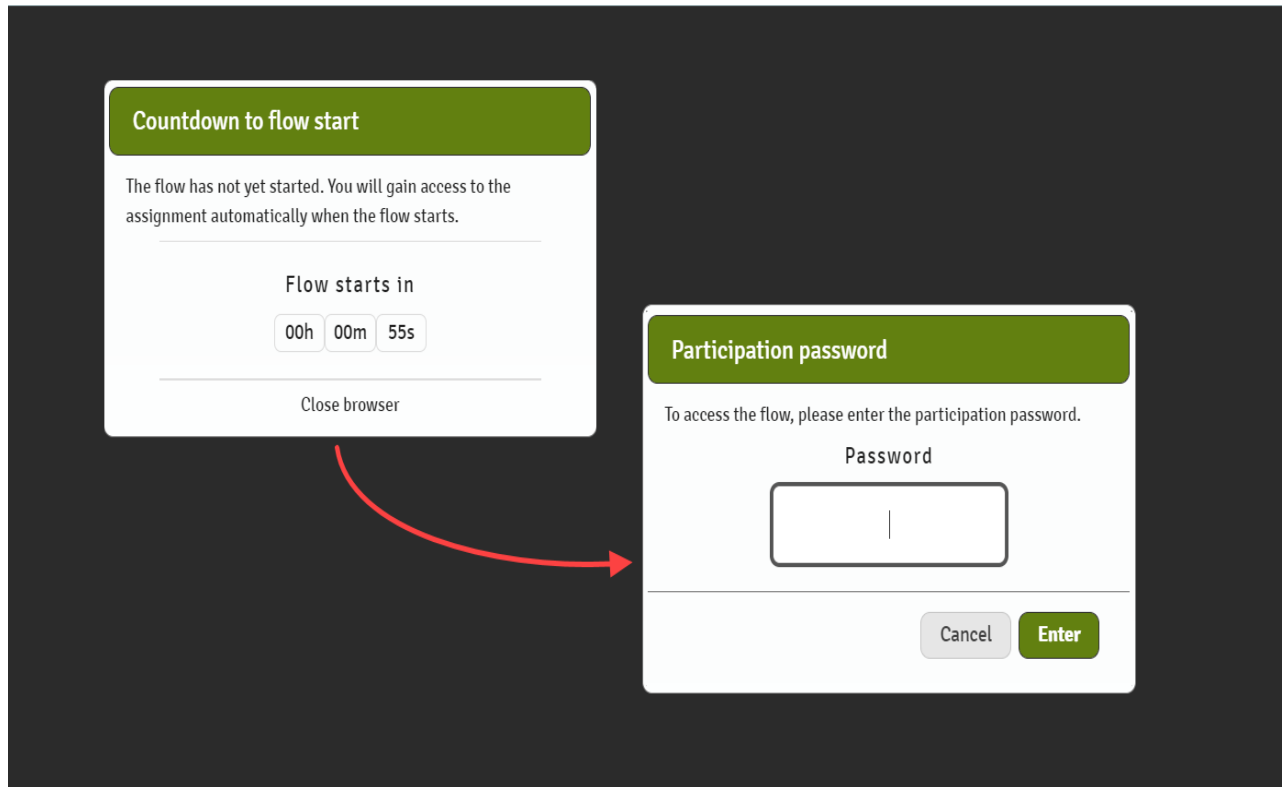 Countdown to flow start
The flow has not yet started. You will gain access to the
assignment automatically when the flow starts.
Flow starts in
00h 00m 55s
Close browser
Participation password
To access the flow, please enter the participation password.
Password
Cancel Enter